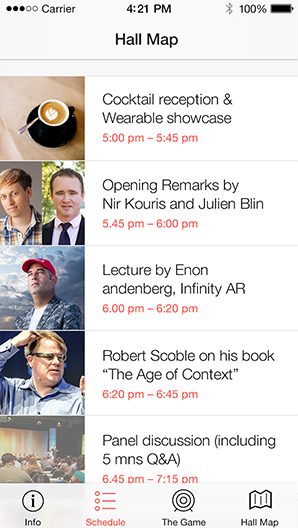 Carrier 4:21 PM 100%
Hall Map
Cocktail reception &
Wearable showcase
5:00 pm – 5:45 pm
Opening Remarks by
Nir Kouris and Julien Blin
5.45 pm – 6:00 pm
Lecture by Enon
andenberg, Infinity AR
6.00 pm – 6:20 pm
Robert Scoble on his book
“The Age of Context”
6:20 pm – 6:45 pm
Panel discussion (including
5 mns Q&A)
6.45 pm – 7:15 pm
Info Schedule The Game Hall Map